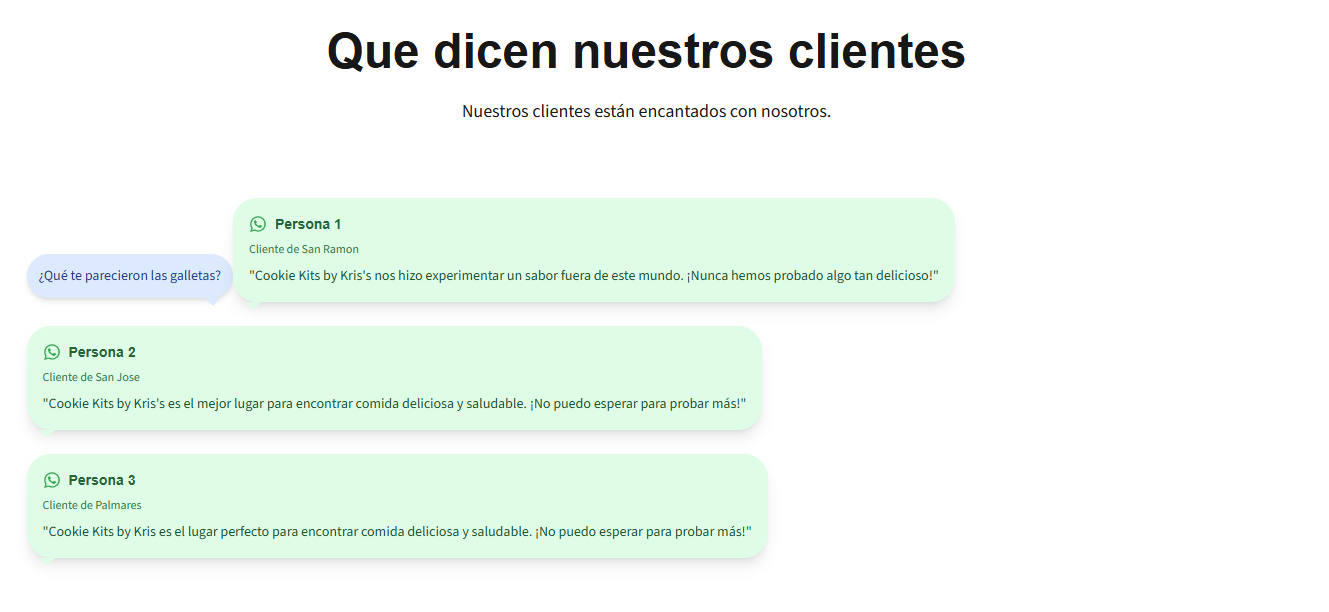 Que dicen nuestros clientes
Nuestros clientes están encantados con nosotros.
¿Qué te parecieron las galletas?
Persona 1
Cliente de San Ramon
"Cookie Kits by Kris's nos hizo experimentar un sabor fuera de este mundo. ¡Nunca hemos probado algo tan delicioso!"
Persona 2
Cliente de San Jose
"Cookie Kits by Kris's es el mejor lugar para encontrar comida deliciosa y saludable. ¡No puedo esperar para probar más!"
Persona 3
Cliente de Palmares
"Cookie Kits by Kris es el lugar perfecto para encontrar comida deliciosa y saludable. ¡No puedo esperar para probar más!"